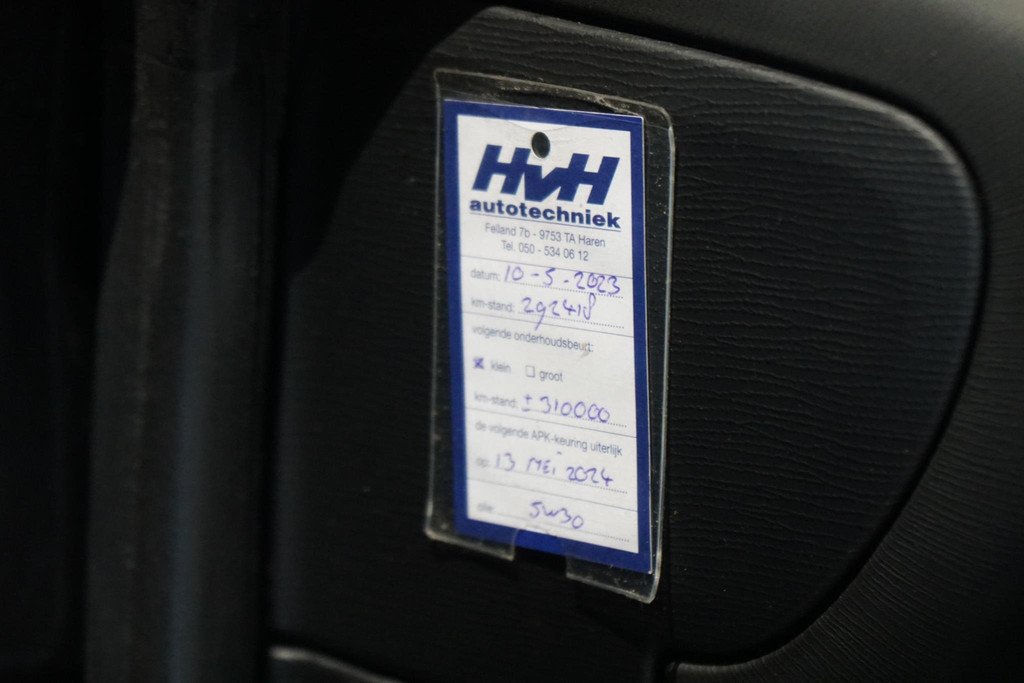 HvH
autotechniek
Felland 7b - 9753 TA Haren
Tel. 050 - 534 06 12
datum: 10-5-2023
km-stand: 292418
volgende onderhoudsbeurt:
☒ klein ☐ groot
km-stand: ± 310000
de volgende APK-keuring uiterlijk
op: 13 MEi 2024
olie: 5w30